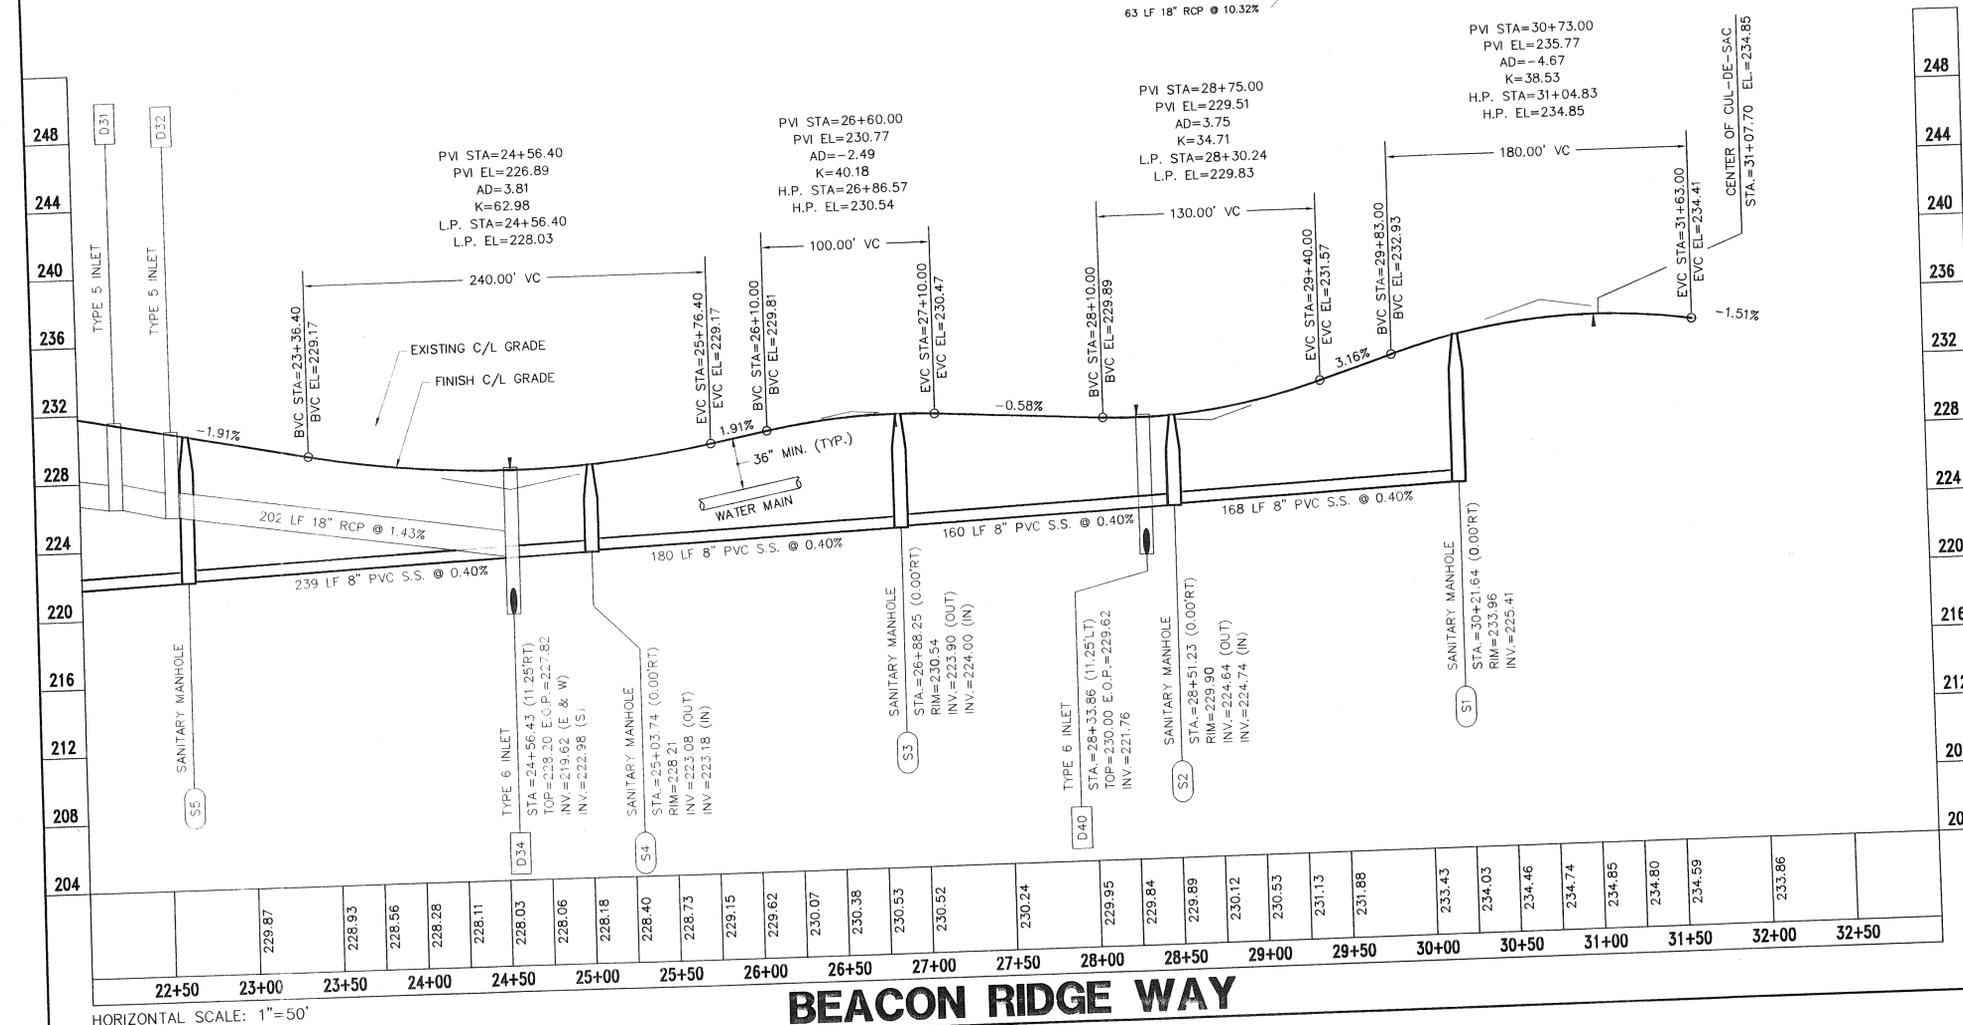 63 LF 18" RCP @ 10.32%
PVI STA=30+73.00
PVI EL=235.77
AD=-4.67
K=38.53
H.P. STA=31+04.83
H.P. EL=234.85
CENTER OF CUL-DE-SAC
STA.=31+07.70 EL.=234.85
PVI STA=28+75.00
PVI EL=229.51
AD=3.75
K=34.71
L.P. STA=28+30.24
L.P. EL=229.83
PVI STA=26+60.00
PVI EL=230.77
AD=-2.49
K=40.18
H.P. STA=26+86.57
H.P. EL=230.54
PVI STA=24+56.40
PVI EL=226.89
AD=3.81
K=62.98
L.P. STA=24+56.40
L.P. EL=228.03
D31
D32
TYPE 5 INLET
TYPE 5 INLET
240.00' VC
100.00' VC
130.00' VC
180.00' VC
BVC STA=23+36.40
BVC EL=229.17
EVC STA=25+76.40
EVC EL=229.17
BVC STA=26+10.00
BVC EL=229.81
EVC STA=27+10.00
EVC EL=230.47
BVC STA=28+10.00
BVC EL=229.89
EVC STA=29+40.00
EVC EL=231.57
BVC STA=29+83.00
BVC EL=232.93
EVC STA=31+63.00
EVC EL=234.41
EXISTING C/L GRADE
FINISH C/L GRADE
-1.91%
1.91%
-0.58%
3.16%
-1.51%
36" MIN. (TYP.)
WATER MAIN
202 LF 18" RCP @ 1.43%
239 LF 8" PVC S.S. @ 0.40%
180 LF 8" PVC S.S. @ 0.40%
160 LF 8" PVC S.S. @ 0.40%
168 LF 8" PVC S.S. @ 0.40%
SANITARY MANHOLE
S5
TYPE 6 INLET
STA.=24+56.43 (11.25'RT)
TOP=228.20 E.O.P.=227.82
INV.=219.62 (E & W)
INV.=222.98 (S)
D34
SANITARY MANHOLE
STA.=25+03.74 (0.00'RT)
RIM=228.21
INV=223.08 (OUT)
INV=223.18 (IN)
S4
SANITARY MANHOLE
STA.=26+88.25 (0.00'RT)
RIM=230.54
INV.=223.90 (OUT)
INV.=224.00 (IN)
S3
TYPE 6 INLET
STA.=28+33.86 (11.25'LT)
TOP=230.00 E.O.P.=229.62
INV.=221.76
D40
SANITARY MANHOLE
STA.=28+51.23 (0.00'RT)
RIM=229.90
INV.=224.64 (OUT)
INV.=224.74 (IN)
S2
SANITARY MANHOLE
STA.=30+21.64 (0.00'RT)
RIM=233.96
INV.=225.41
S1
248
244
240
236
232
228
224
220
216
212
208
204
248
244
240
236
232
228
224
220
216
212
20
20
229.87
228.93
228.56
228.28
228.11
228.03
228.06
228.18
228.40
228.73
229.15
229.62
230.07
230.38
230.53
230.52
230.24
229.95
229.84
229.89
230.12
230.53
231.13
231.88
233.43
234.03
234.46
234.74
234.85
234.80
234.59
233.86
22+50 23+00 23+50 24+00 24+50 25+00 25+50 26+00 26+50 27+00 27+50 28+00 28+50 29+00 29+50 30+00 30+50 31+00 31+50 32+00 32+50
BEACON RIDGE WAY
HORIZONTAL SCALE: 1"=50'